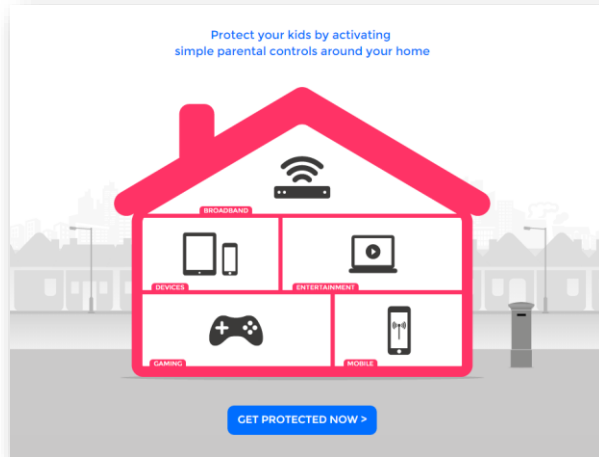 Protect your kids by activating
simple parental controls around your home
BROADBAND
DEVICES
ENTERTAINMENT
GAMING
MOBILE
GET PROTECTED NOW >